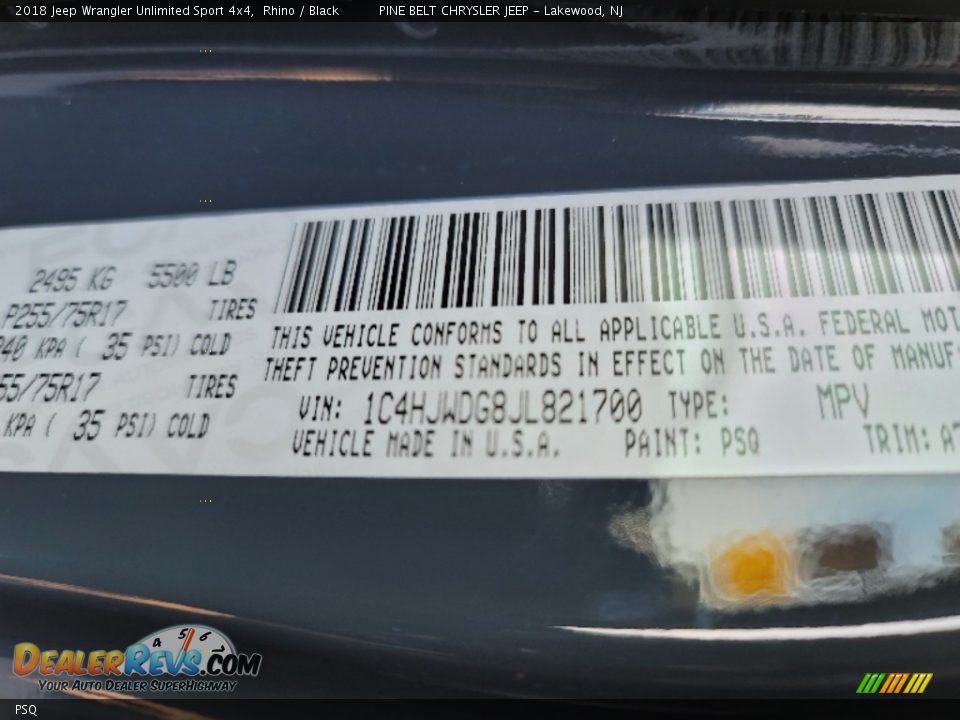 2018 Jeep Wrangler Unlimited Sport 4x4, Rhino / Black PINE BELT CHRYSLER JEEP - Lakewood, NJ
2495 KG 5500 LB
P255/75R17 TIRES
240 KPA ( 35 PSI) COLD
55/75R17 TIRES
KPA ( 35 PSI) COLD
THIS VEHICLE CONFORMS TO ALL APPLICABLE U.S.A. FEDERAL MOT
THEFT PREVENTION STANDARDS IN EFFECT ON THE DATE OF MANUF
VIN: 1C4HJWDG8JL821700 TYPE: MPV
VEHICLE MADE IN U.S.A. PAINT: PSQ TRIM: A7
4 5 6
DEALERREVS.COM
YOUR AUTO DEALER SUPERHIGHWAY
PSQ